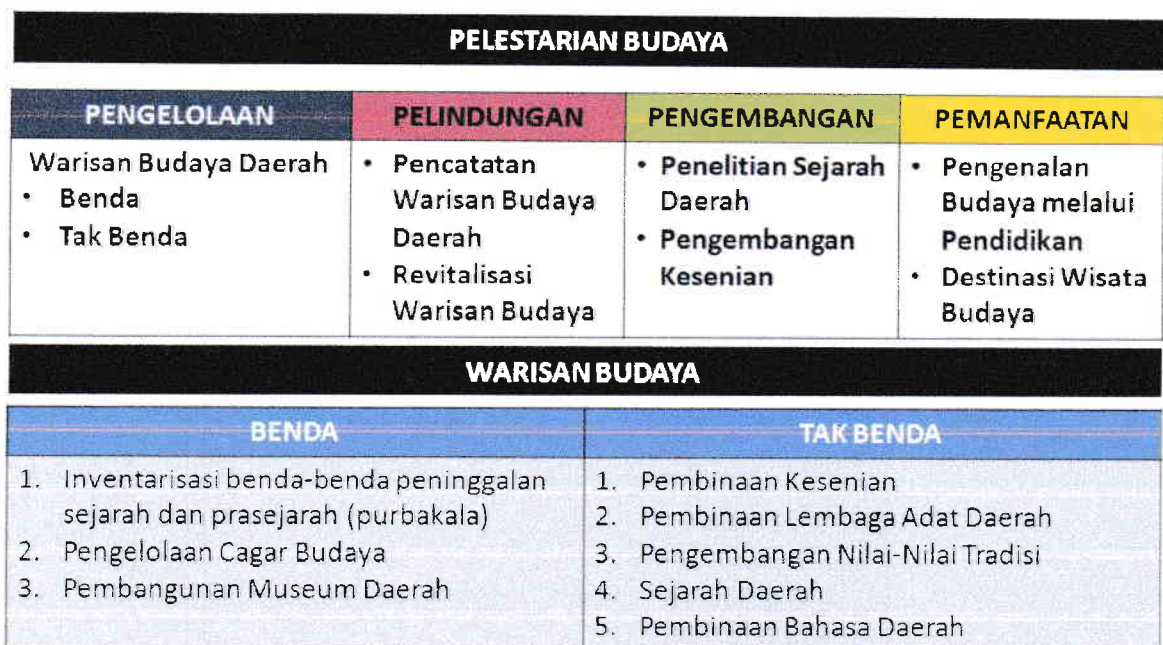 PELESTARIAN BUDAYA
PENGELOLAAN
Warisan Budaya Daerah
• Benda
• Tak Benda
PELINDUNGAN
• Pencatatan
Warisan Budaya
Daerah
• Revitalisasi
Warisan Budaya
PENGEMBANGAN
• Penelitian Sejarah
Daerah
• Pengembangan
Kesenian
PEMANFAATAN
• Pengenalan
Budaya melalui
Pendidikan
• Destinasi Wisata
Budaya
WARISAN BUDAYA
BENDA
1. Inventarisasi benda-benda peninggalan
sejarah dan prasejarah (purbakala)
2. Pengelolaan Cagar Budaya
3. Pembangunan Museum Daerah
TAK BENDA
1. Pembinaan Kesenian
2. Pembinaan Lembaga Adat Daerah
3. Pengembangan Nilai-Nilai Tradisi
4. Sejarah Daerah
5. Pembinaan Bahasa Daerah